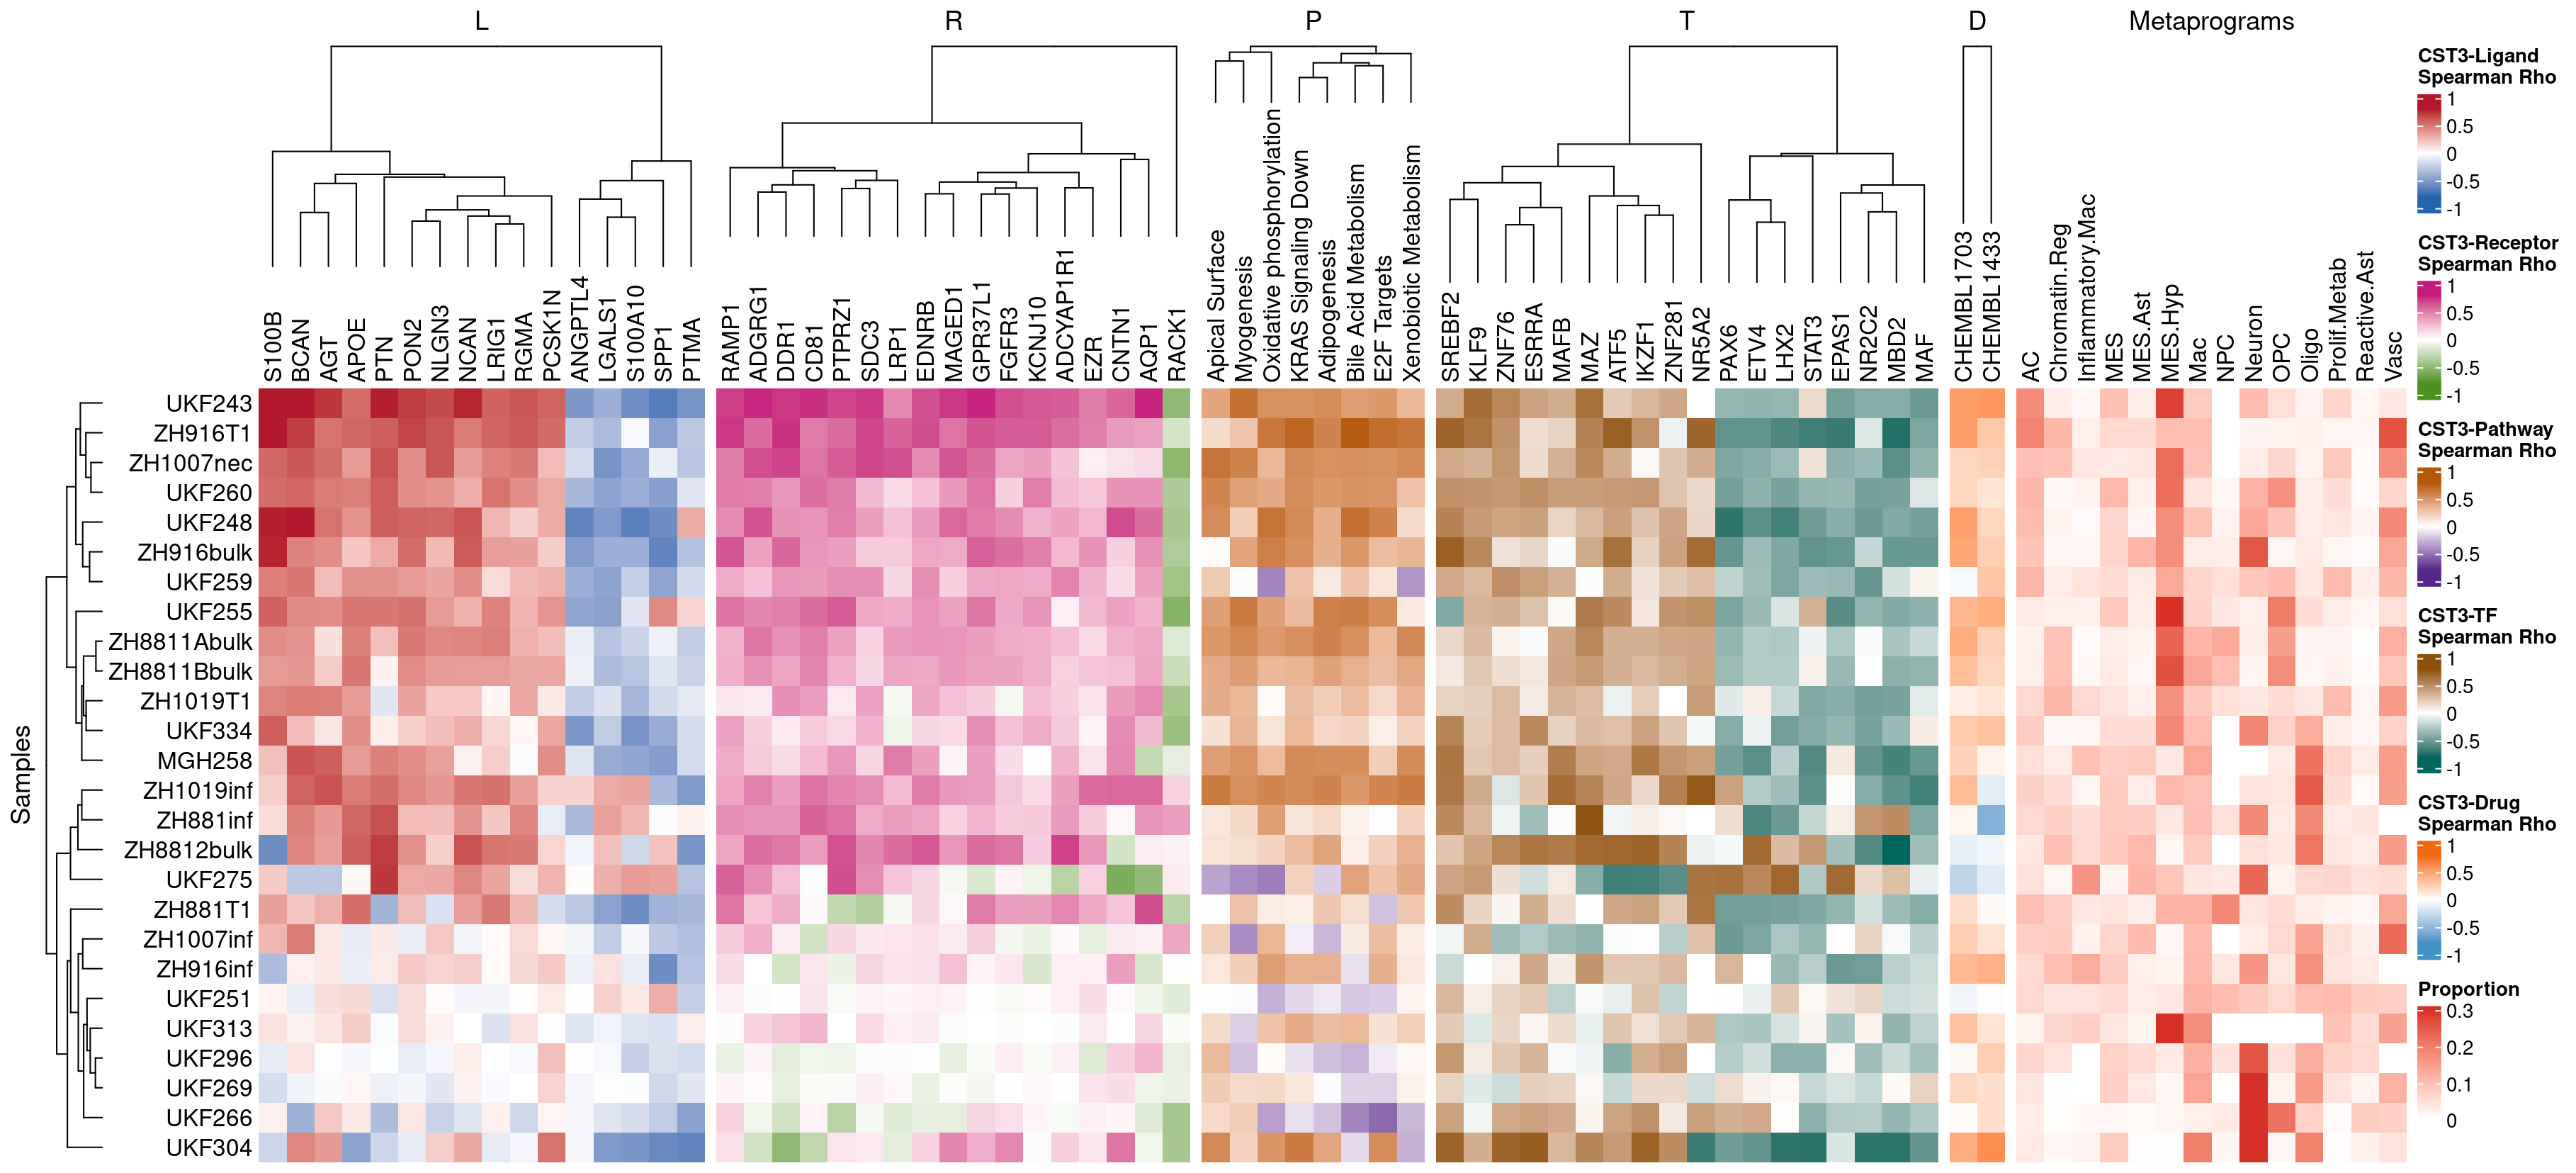 L R P T D Metaprograms
S100B
BCAN
AGT
APOE
PTN
PON2
NLGN3
NCAN
LRIG1
RGMA
PCSK1N
ANGPTL4
LGALS1
S100A10
SPP1
PTMA
RAMP1
ADGRG1
DDR1
CD81
PTPRZ1
SDC3
LRP1
EDNRB
MAGED1
GPR37L1
FGFR3
KCNJ10
ADCYAP1R1
EZR
CNTN1
AQP1
RACK1
Apical Surface
Myogenesis
Oxidative phosphorylation
KRAS Signaling Down
Adipogenesis
Bile Acid Metabolism
E2F Targets
Xenobiotic Metabolism
SREBF2
KLF9
ZNF76
ESRRA
MAFB
MAZ
ATF5
IKZF1
ZNF281
NR5A2
PAX6
ETV4
LHX2
STAT3
EPAS1
NR2C2
MBD2
MAF
CHEMBL1703
CHEMBL1433
AC
Chromatin.Reg
Inflammatory.Mac
MES
MES.Ast
MES.Hyp
Mac
NPC
Neuron
OPC
Oligo
Prolif.Metab
Reactive.Ast
Vasc
Samples
UKF243
ZH916T1
ZH1007nec
UKF260
UKF248
ZH916bulk
UKF259
UKF255
ZH8811Abulk
ZH8811Bbulk
ZH1019T1
UKF334
MGH258
ZH1019inf
ZH881inf
ZH8812bulk
UKF275
ZH881T1
ZH1007inf
ZH916inf
UKF251
UKF313
UKF296
UKF269
UKF266
UKF304
CST3-Ligand
Spearman Rho
1
0.5
0
-0.5
-1
CST3-Receptor
Spearman Rho
1
0.5
0
-0.5
-1
CST3-Pathway
Spearman Rho
1
0.5
0
-0.5
-1
CST3-TF
Spearman Rho
1
0.5
0
-0.5
-1
CST3-Drug
Spearman Rho
1
0.5
0
-0.5
-1
Proportion
0.3
0.2
0.1
0